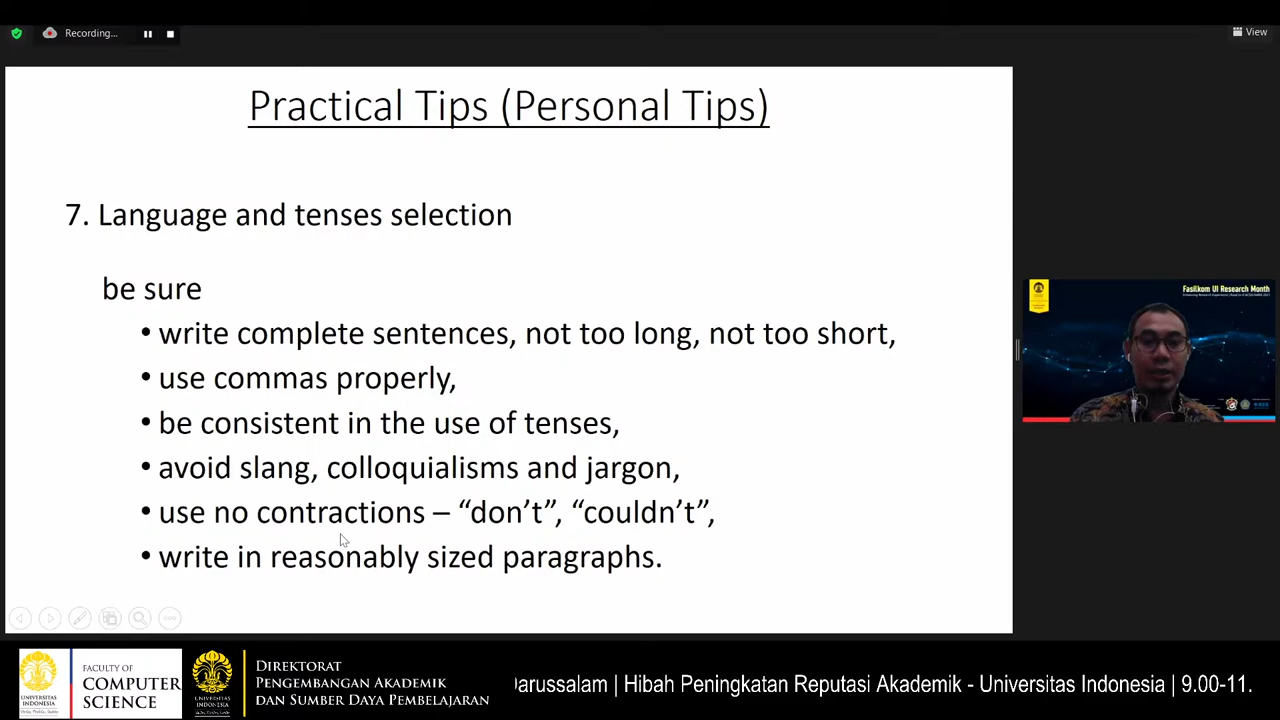 Recording...
View
Practical Tips (Personal Tips)
7. Language and tenses selection
be sure
• write complete sentences, not too long, not too short,
• use commas properly,
• be consistent in the use of tenses,
• avoid slang, colloquialisms and jargon,
• use no contractions – “don’t”, “couldn’t”,
• write in reasonably sized paragraphs.
Fasilkom UI Research Month
UNIVERSITAS
INDONESIA
FACULTY OF
COMPUTER
SCIENCE
UNIVERSITAS
INDONESIA
DIREKTORAT
PENGEMBANGAN AKADEMIK
DAN SUMBER DAYA PEMBELAJARAN
Darussalam | Hibah Peningkatan Reputasi Akademik - Universitas Indonesia | 9.00-11.